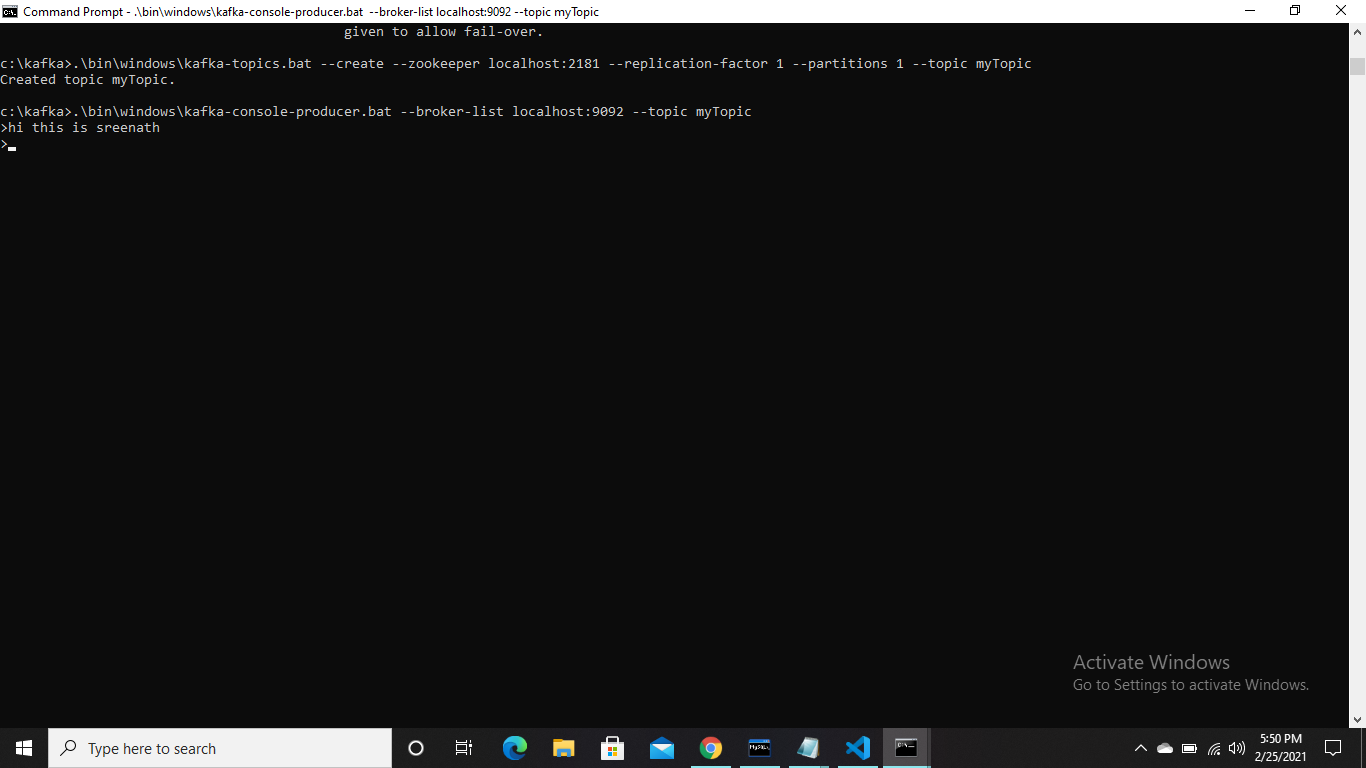 Command Prompt - .\bin\windows\kafka-console-producer.bat  --broker-list localhost:9092 --topic myTopic
given to allow fail-over.
c:\kafka>.\bin\windows\kafka-topics.bat --create --zookeeper localhost:2181 --replication-factor 1 --partitions 1 --topic myTopic
Created topic myTopic.
c:\kafka>.\bin\windows\kafka-console-producer.bat --broker-list localhost:9092 --topic myTopic
>hi this is sreenath
>
Activate Windows
Go to Settings to activate Windows.
Type here to search
5:50 PM
2/25/2021